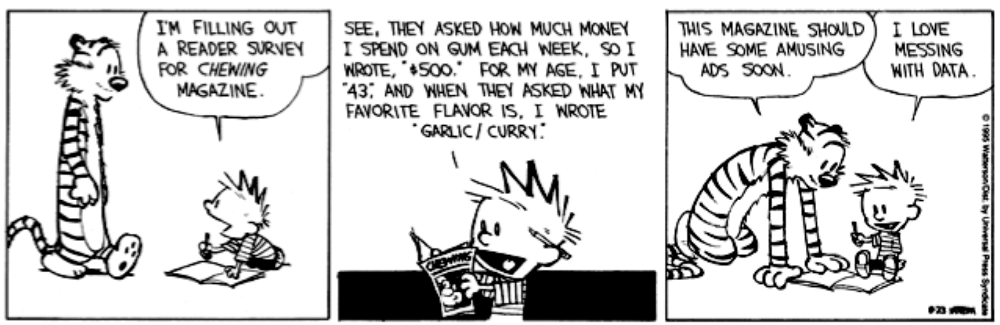 I'M FILLING OUT
A READER SURVEY
FOR CHEWING
MAGAZINE.
SEE, THEY ASKED HOW MUCH MONEY
I SPEND ON GUM EACH WEEK, SO I
WROTE, "$500." FOR MY AGE, I PUT
"43," AND WHEN THEY ASKED WHAT MY
FAVORITE FLAVOR IS, I WROTE
"GARLIC/CURRY."
CHEWING
THIS MAGAZINE SHOULD
HAVE SOME AMUSING
ADS SOON.
I LOVE
MESSING
WITH DATA.
© 1995 Watterson/Dist. by Universal Press Syndicate